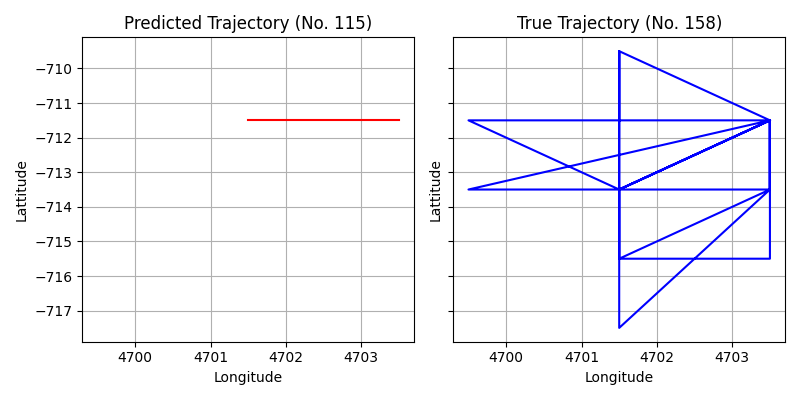 Predicted Trajectory (No. 115)
−710
−711
−712
−713
−714
−715
−716
−717
Lattitude
4700 4701 4702 4703
Longitude
True Trajectory (No. 158)
Lattitude
4700 4701 4702 4703
Longitude